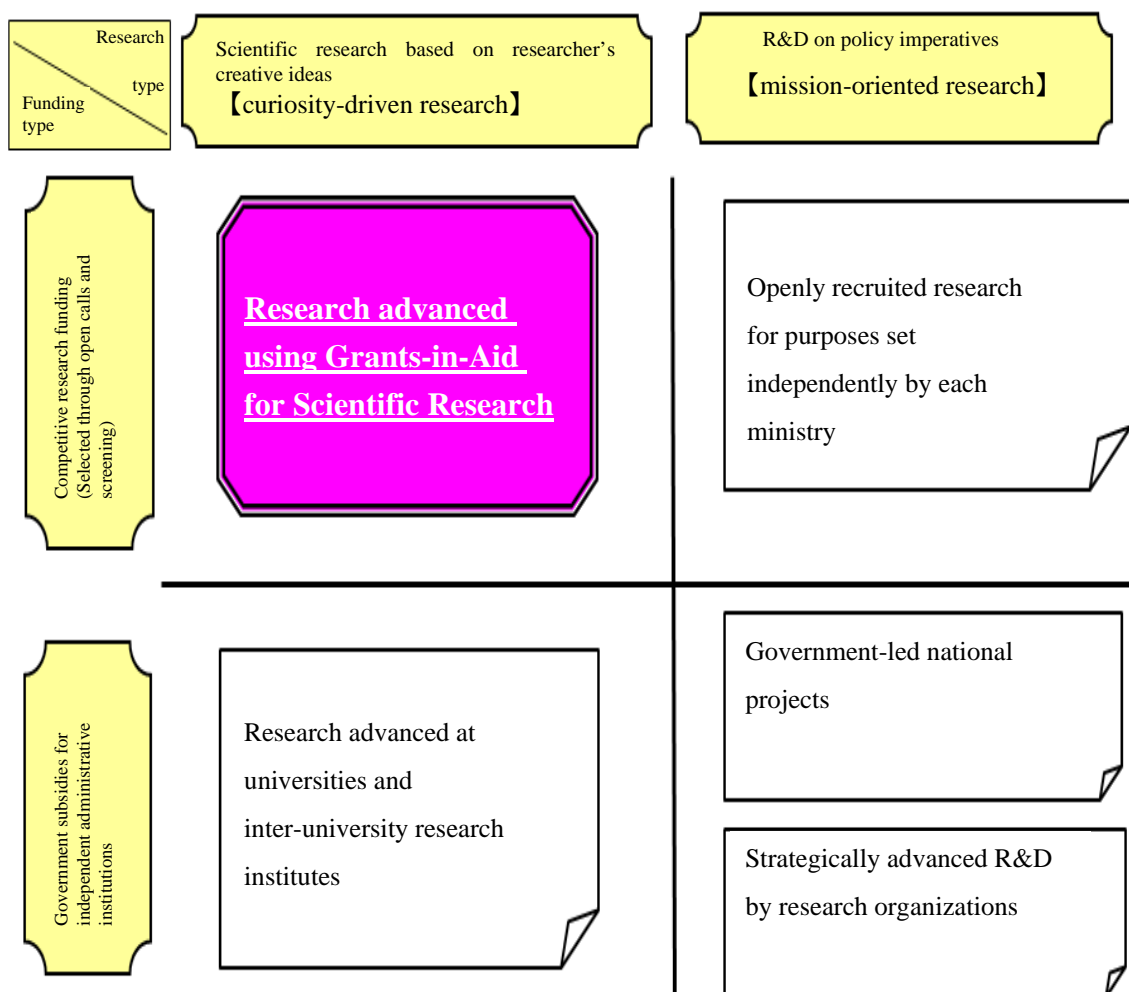 Research
type
Funding
type
Scientific research based on researcher's
creative ideas
【curiosity-driven research】
R&D on policy imperatives
【mission-oriented research】
Competitive research funding
(Selected through open calls and
screening)
Research advanced
using Grants-in-Aid
for Scientific Research
Openly recruited research
for purposes set
independently by each
ministry
Government subsidies for
independent administrative
institutions
Research advanced at
universities and
inter-university research
institutes
Government-led national
projects
Strategically advanced R&D
by research organizations